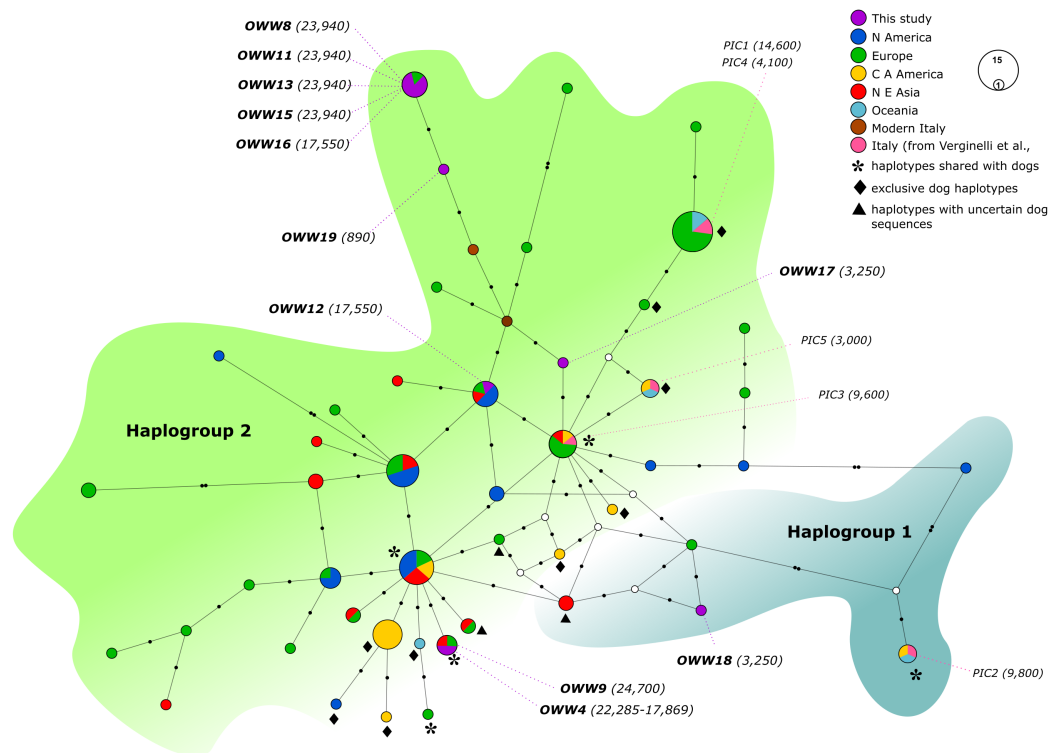 OWW8 (23,940)
OWW11 (23,940)
OWW13 (23,940)
OWW15 (23,940)
OWW16 (17,550)
OWW19 (890)
OWW12 (17,550)
PIC1 (14,600)
PIC4 (4,100)
This study
N America
Europe
C A America
N E Asia
Oceania
Modern Italy
Italy (from Verginelli et al.,
haplotypes shared with dogs
exclusive dog haplotypes
haplotypes with uncertain dog
sequences
15
1
OWW17 (3,250)
PIC5 (3,000)
PIC3 (9,600)
Haplogroup 2
Haplogroup 1
OWW18 (3,250)
PIC2 (9,800)
OWW9 (24,700)
OWW4 (22,285-17,869)